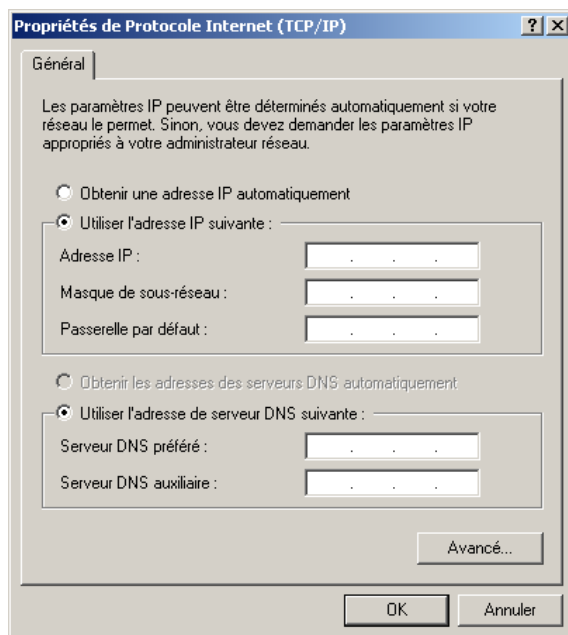 Propriétés de Protocole Internet (TCP/IP)
Général
Les paramètres IP peuvent être déterminés automatiquement si votre
réseau le permet. Sinon, vous devez demander les paramètres IP
appropriés à votre administrateur réseau.
Obtenir une adresse IP automatiquement
Utiliser l'adresse IP suivante :
Adresse IP :
Masque de sous-réseau :
Passerelle par défaut :
Obtenir les adresses des serveurs DNS automatiquement
Utiliser l'adresse de serveur DNS suivante :
Serveur DNS préféré :
Serveur DNS auxiliaire :
Avancé...
OK
Annuler